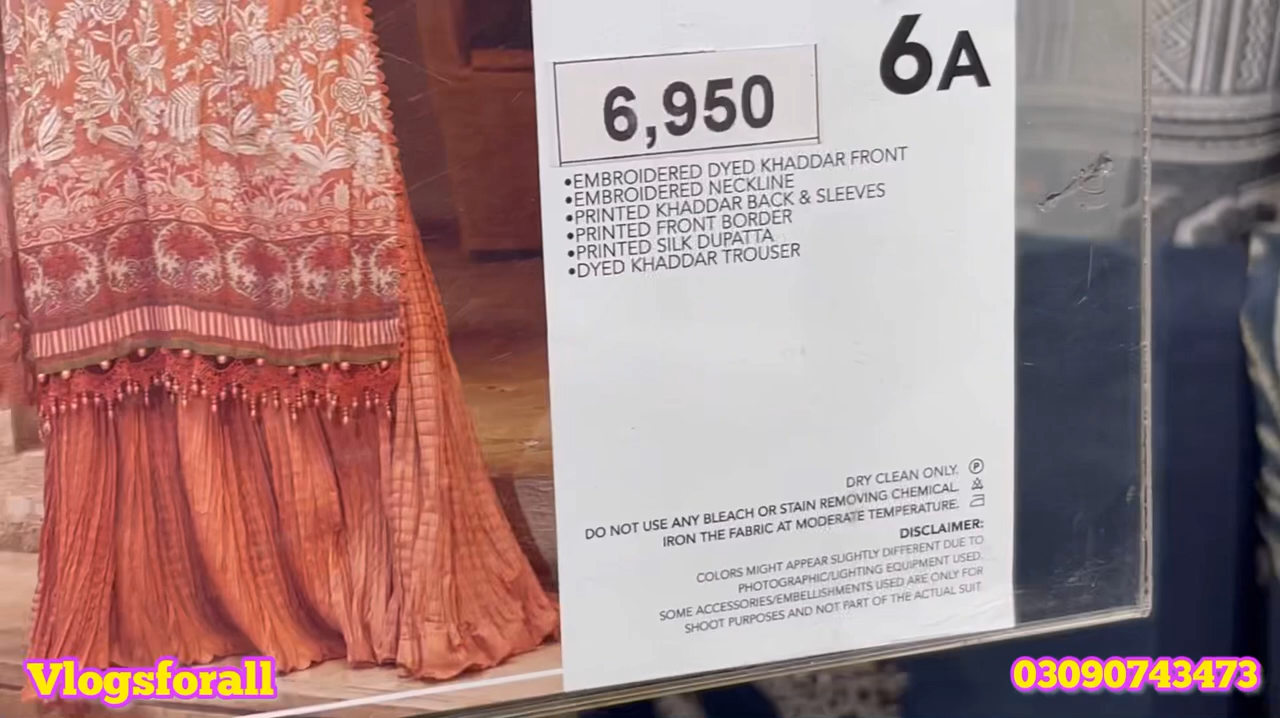 6A
6,950
•EMBROIDERED DYED KHADDAR FRONT
•EMBROIDERED NECKLINE
•PRINTED KHADDAR BACK & SLEEVES
•PRINTED FRONT BORDER
•PRINTED SILK DUPATTA
•DYED KHADDAR TROUSER
DRY CLEAN ONLY. P
DO NOT USE ANY BLEACH OR STAIN REMOVING CHEMICAL.
IRON THE FABRIC AT MODERATE TEMPERATURE.
DISCLAIMER:
COLORS MIGHT APPEAR SLIGHTLY DIFFERENT DUE TO
PHOTOGRAPHIC/LIGHTING EQUIPMENT USED.
SOME ACCESSORIES/EMBELLISHMENTS USED ARE ONLY FOR
SHOOT PURPOSES AND NOT PART OF THE ACTUAL SUIT
Vlogsforall
03090743473